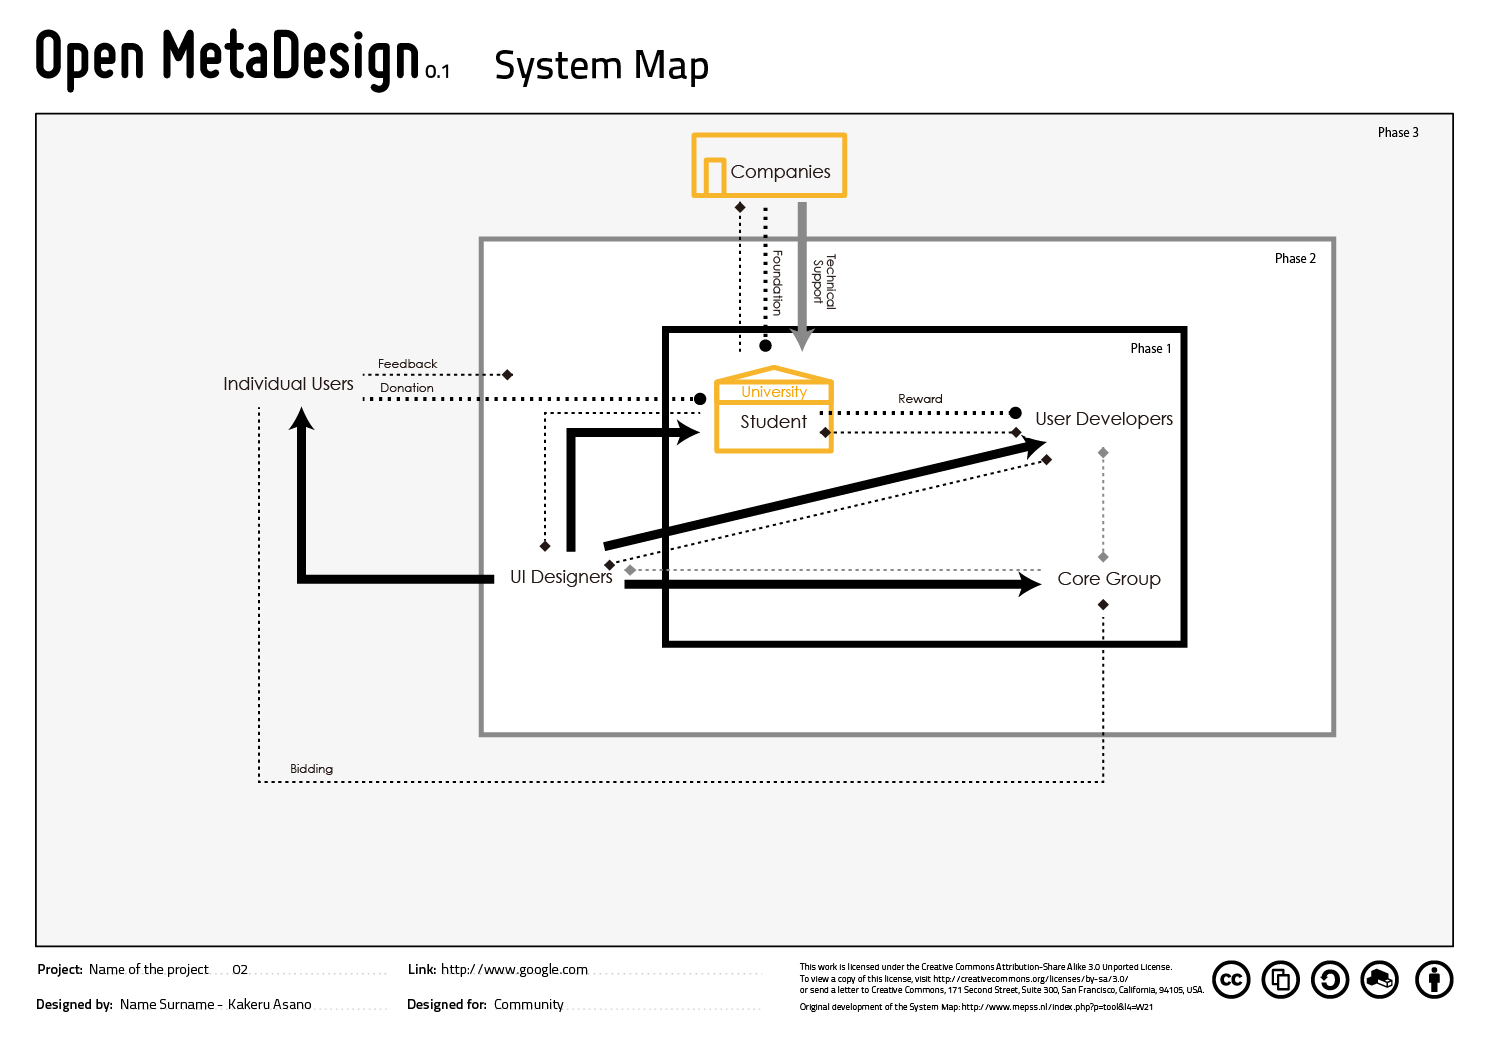 Open MetaDesign 0.1 System Map
Phase 3
Companies
Phase 2
Foundation
Technical
Support
Phase 1
Feedback
Individual Users
Donation
University
Student
Reward
User Developers
UI Designers
Core Group
Bidding
Project: Name of the project 02
Link: http://www.google.com
Designed by: Name Surname - Kakeru Asano
Designed for: Community
This work is licensed under the Creative Commons Attribution-Share Alike 3.0 Unported License.
To view a copy of this license, visit http://creativecommons.org/licenses/by-sa/3.0/
or send a letter to Creative Commons, 171 Second Street, Suite 300, San Francisco, California, 94105, USA.
Original development of the System Map: http://www.mepss.nl/index.php?p=tool&l4=W21
cc